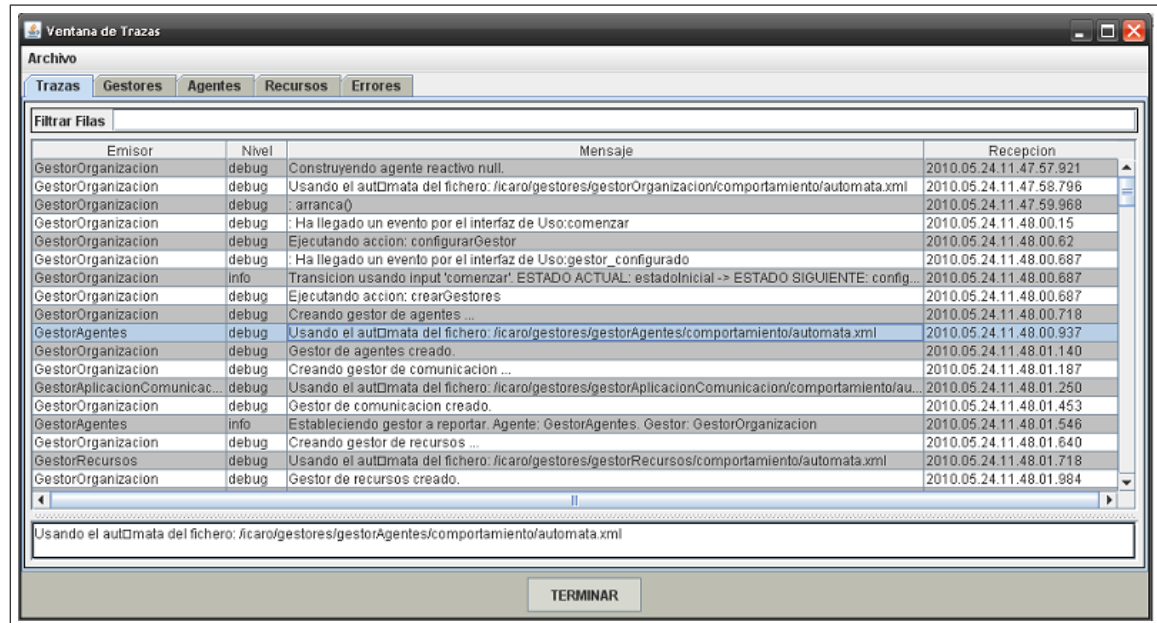 Ventana de Trazas
Archivo
Trazas Gestores Agentes Recursos Errores
Filtrar Filas
Emisor Nivel Mensaje Recepcion
GestorOrganizacion debug Construyendo agente reactivo null. 2010.05.24.11.47.57.921
GestorOrganizacion debug Usando el aut□mata del fichero: /icaro/gestores/gestorOrganizacion/comportamiento/automata.xml 2010.05.24.11.47.58.796
GestorOrganizacion debug : arranca() 2010.05.24.11.47.59.968
GestorOrganizacion debug : Ha llegado un evento por el interfaz de Uso:comenzar 2010.05.24.11.48.00.15
GestorOrganizacion debug Ejecutando accion: configurarGestor 2010.05.24.11.48.00.62
GestorOrganizacion debug : Ha llegado un evento por el interfaz de Uso:gestor_configurado 2010.05.24.11.48.00.687
GestorOrganizacion info Transicion usando input 'comenzar'. ESTADO ACTUAL: estadoInicial -> ESTADO SIGUIENTE: config... 2010.05.24.11.48.00.687
GestorOrganizacion debug Ejecutando accion: crearGestores 2010.05.24.11.48.00.687
GestorOrganizacion debug Creando gestor de agentes ... 2010.05.24.11.48.00.718
GestorAgentes debug Usando el aut□mata del fichero: /icaro/gestores/gestorAgentes/comportamiento/automata.xml 2010.05.24.11.48.00.937
GestorOrganizacion debug Gestor de agentes creado. 2010.05.24.11.48.01.140
GestorOrganizacion debug Creando gestor de comunicacion ... 2010.05.24.11.48.01.187
GestorAplicacionComunicac... debug Usando el aut□mata del fichero: /icaro/gestores/gestorAplicacionComunicacion/comportamiento/au... 2010.05.24.11.48.01.250
GestorOrganizacion debug Gestor de comunicacion creado. 2010.05.24.11.48.01.453
GestorAgentes info Estableciendo gestor a reportar. Agente: GestorAgentes. Gestor: GestorOrganizacion 2010.05.24.11.48.01.546
GestorOrganizacion debug Creando gestor de recursos ... 2010.05.24.11.48.01.640
GestorRecursos debug Usando el aut□mata del fichero: /icaro/gestores/gestorRecursos/comportamiento/automata.xml 2010.05.24.11.48.01.718
GestorOrganizacion debug Gestor de recursos creado. 2010.05.24.11.48.01.984
Usando el aut□mata del fichero: /icaro/gestores/gestorAgentes/comportamiento/automata.xml
TERMINAR